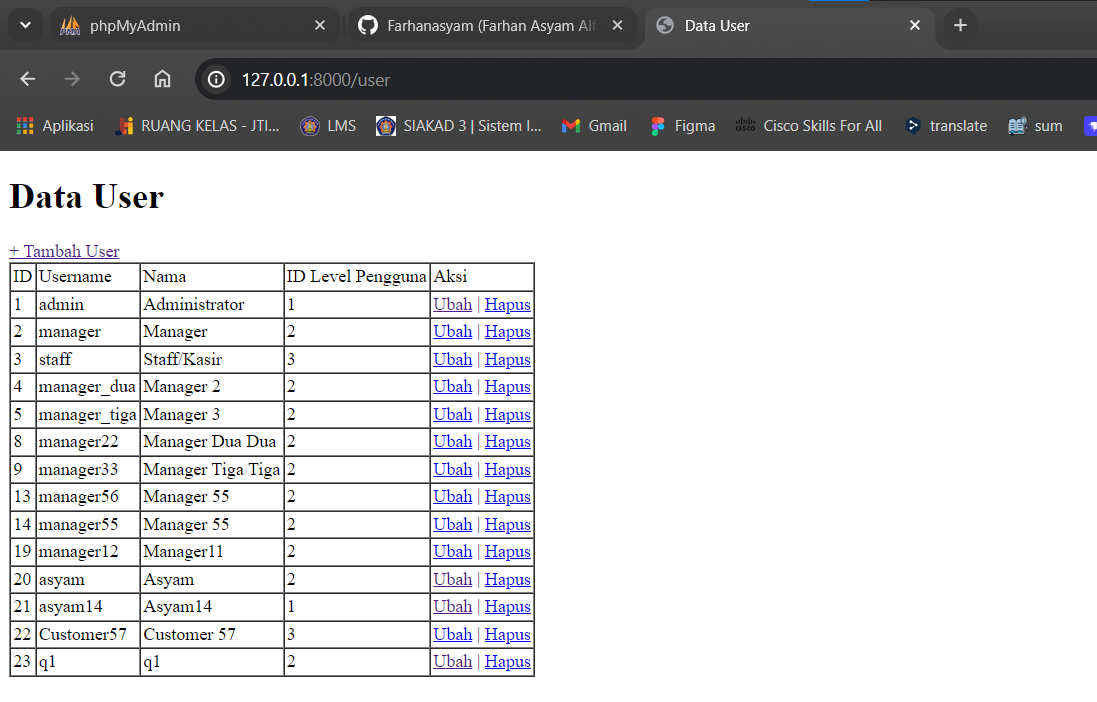 phpMyAdmin
Farhanasyam (Farhan Asyam Alf
Data User
127.0.0.1:8000/user
Aplikasi
RUANG KELAS - JTI...
LMS
SIAKAD 3 | Sistem I...
Gmail
Figma
Cisco Skills For All
translate
sum
Data User
+ Tambah User
ID Username Nama ID Level Pengguna Aksi
1 admin Administrator 1 Ubah | Hapus
2 manager Manager 2 Ubah | Hapus
3 staff Staff/Kasir 3 Ubah | Hapus
4 manager_dua Manager 2 2 Ubah | Hapus
5 manager_tiga Manager 3 2 Ubah | Hapus
8 manager22 Manager Dua Dua 2 Ubah | Hapus
9 manager33 Manager Tiga Tiga 2 Ubah | Hapus
13 manager56 Manager 55 2 Ubah | Hapus
14 manager55 Manager 55 2 Ubah | Hapus
19 manager12 Manager11 2 Ubah | Hapus
20 asyam Asyam 2 Ubah | Hapus
21 asyam14 Asyam14 1 Ubah | Hapus
22 Customer57 Customer 57 3 Ubah | Hapus
23 q1 q1 2 Ubah | Hapus